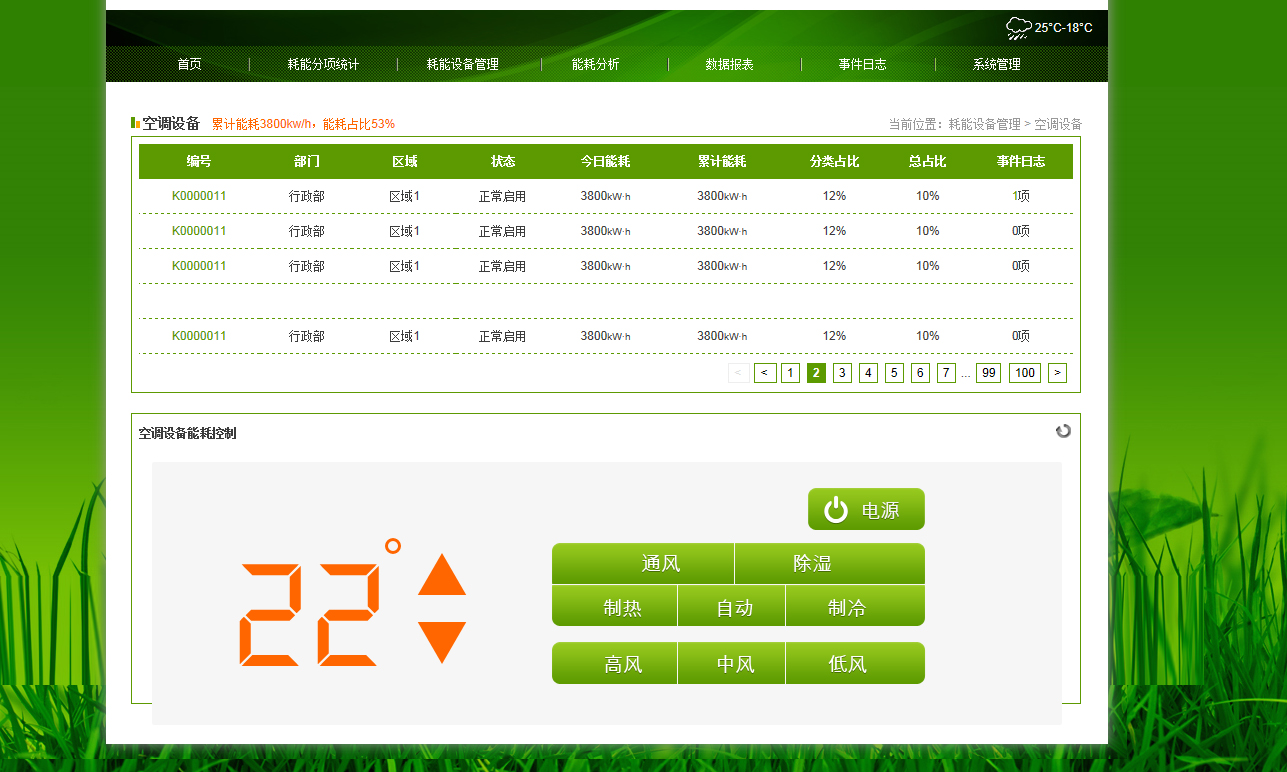 25°C-18°C
首页 耗能分项统计 耗能设备管理 能耗分析 数据报表 事件日志 系统管理
空调设备 累计能耗3800kw/h，能耗占比53% 当前位置：耗能设备管理 > 空调设备
编号 部门 区域 状态 今日能耗 累计能耗 分类占比 总占比 事件日志
K0000011 行政部 区域1 正常启用 3800kW·h 3800kW·h 12% 10% 1项
K0000011 行政部 区域1 正常启用 3800kW·h 3800kW·h 12% 10% 0项
K0000011 行政部 区域1 正常启用 3800kW·h 3800kW·h 12% 10% 0项
K0000011 行政部 区域1 正常启用 3800kW·h 3800kW·h 12% 10% 0项
< < 1 2 3 4 5 6 7 ... 99 100 >
空调设备能耗控制
电源
22°
通风 除湿
制热 自动 制冷
高风 中风 低风